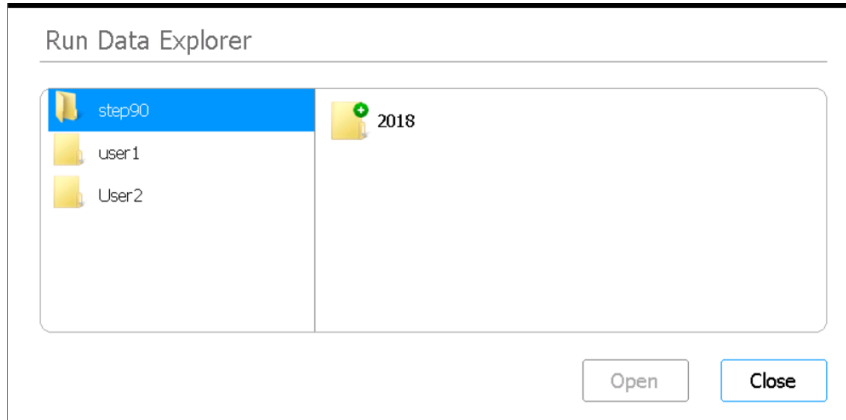 Run Data Explorer
step90
2018
user1
User2
Open
Close